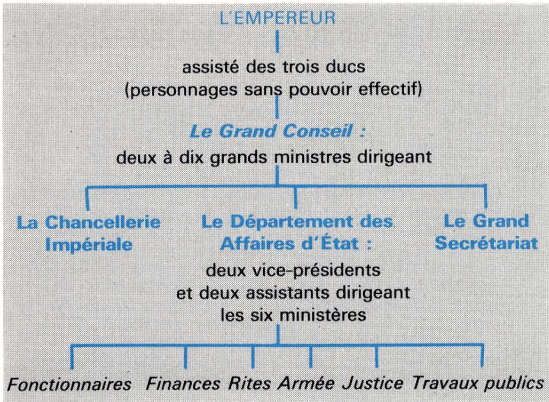 L'EMPEREUR
assisté des trois ducs
(personnages sans pouvoir effectif)
Le Grand Conseil :
deux à dix grands ministres dirigeant
La Chancellerie
Impériale
Le Département des
Affaires d'État :
Le Grand
Secrétariat
deux vice-présidents
et deux assistants dirigeant
les six ministères
Fonctionnaires Finances Rites Armée Justice Travaux publics